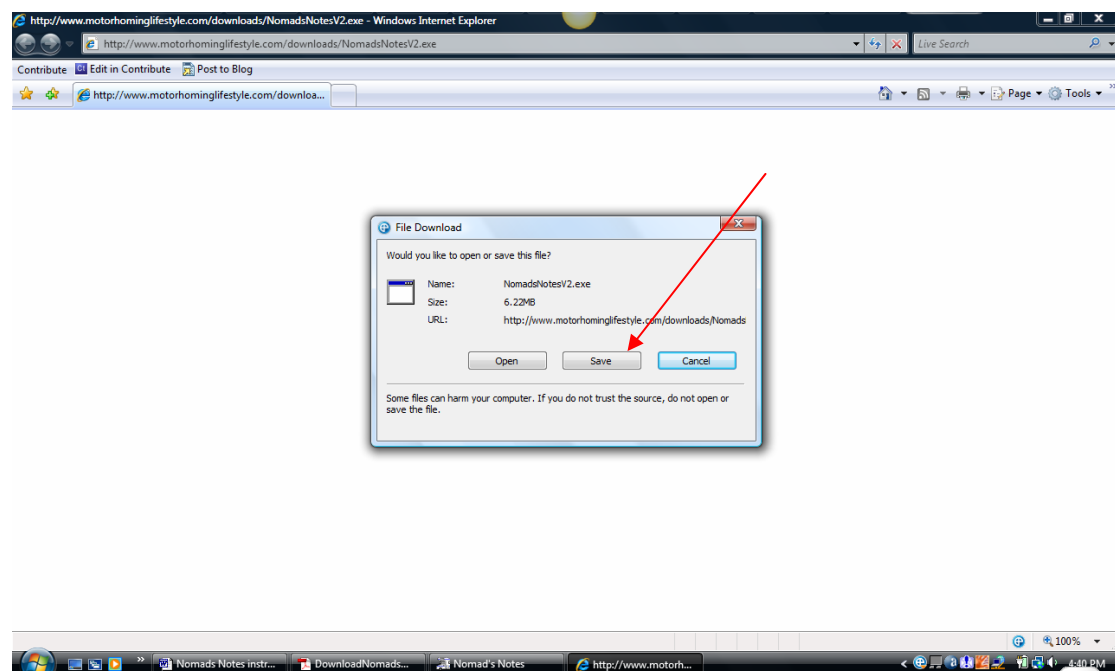 http://www.motorhominglifestyle.com/downloads/NomadsNotesV2.exe - Windows Internet Explorer
http://www.motorhominglifestyle.com/downloads/NomadsNotesV2.exe
Live Search
Contribute Edit in Contribute Post to Blog
http://www.motorhominglifestyle.com/downloa...
Page Tools
File Download
Would you like to open or save this file?
Name: NomadsNotesV2.exe
Size: 6.22MB
URL: http://www.motorhominglifestyle.com/downloads/Nomads
Open Save Cancel
Some files can harm your computer. If you do not trust the source, do not open or
save the file.
100%
Nomads Notes instr... DownloadNomads... Nomad's Notes http://www.motorh... 4:40 PM